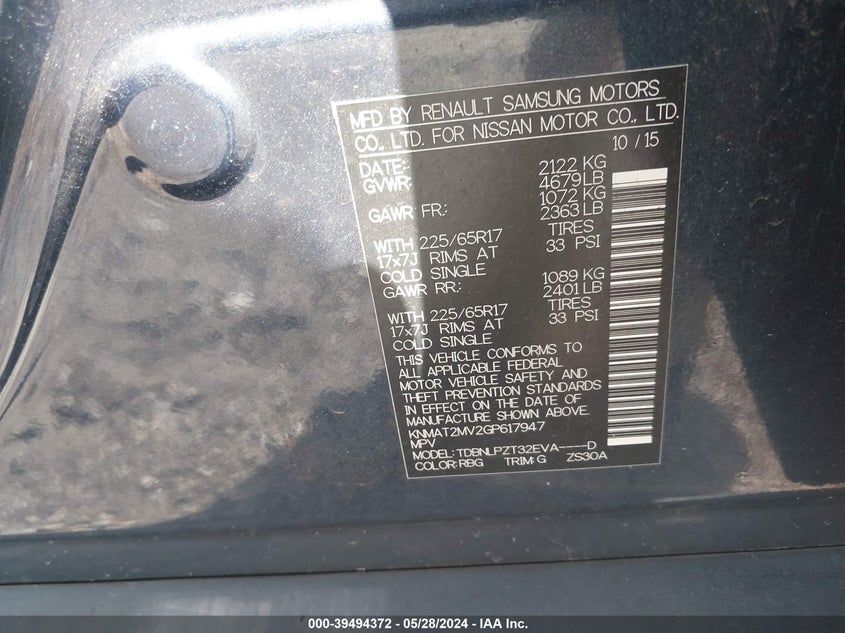 MFD BY RENAULT SAMSUNG MOTORS
CO., LTD. FOR NISSAN MOTOR CO., LTD.
10 / 15
DATE: 2122 KG
GVWR: 4679 LB
1072 KG
GAWR FR: 2363 LB
WITH 225/65R17 TIRES
17x7J RIMS AT 33 PSI
COLD SINGLE
GAWR RR: 1089 KG
2401 LB
WITH 225/65R17 TIRES
17x7J RIMS AT 33 PSI
COLD SINGLE
THIS VEHICLE CONFORMS TO
ALL APPLICABLE FEDERAL
MOTOR VEHICLE SAFETY AND
THEFT PREVENTION STANDARDS
IN EFFECT ON THE DATE OF
MANUFACTURE SHOWN ABOVE.
KNMAT2MV2GP617947
MPV
MODEL: TDBNLPZT32EVA----D
COLOR: RBG TRIM: G ZS30A
000-39494372 - 05/28/2024 - IAA Inc.